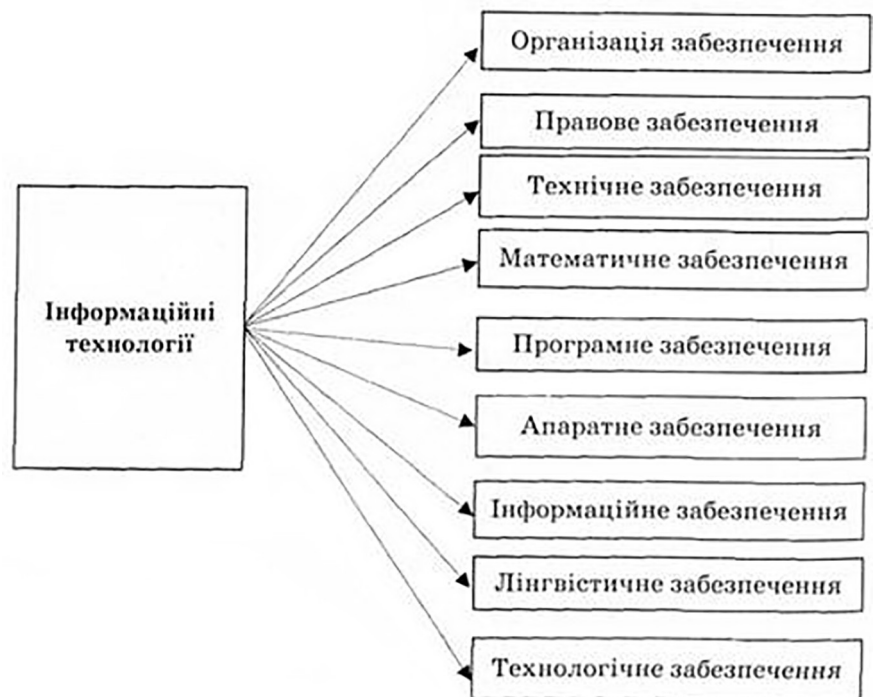 Організація забезпечення
Правове забезпечення
Технічне забезпечення
Математичне забезпечення
Інформаційні
технології
Програмне забезпечення
Апаратне забезпечення
Інформаційне забезпечення
Лінгвістичне забезпечення
Технологічне забезпечення